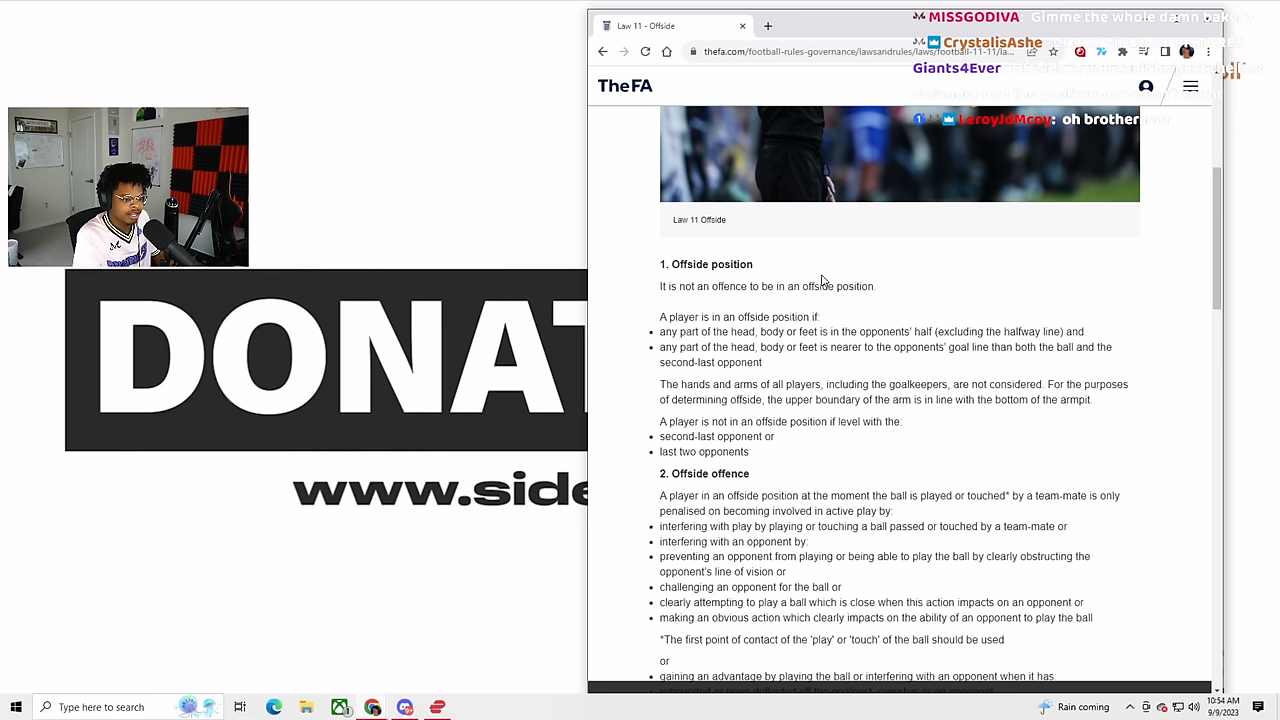 Law 11 - Offside
thefa.com/football-rules-governance/lawsandrules/laws/football-11-11/la...
MISSGODIVA: Gimme the whole damn bakery
CrystalisAshe
Giants4Ever
LeroyJdMcoy: oh brother
TheFA
Law 11 Offside
1. Offside position
It is not an offence to be in an offside position.
A player is in an offside position if:
any part of the head, body or feet is in the opponents' half (excluding the halfway line) and
any part of the head, body or feet is nearer to the opponents' goal line than both the ball and the
second-last opponent
The hands and arms of all players, including the goalkeepers, are not considered. For the purposes
of determining offside, the upper boundary of the arm is in line with the bottom of the armpit.
A player is not in an offside position if level with the:
second-last opponent or
last two opponents
2. Offside offence
A player in an offside position at the moment the ball is played or touched* by a team-mate is only
penalised on becoming involved in active play by:
interfering with play by playing or touching a ball passed or touched by a team-mate or
interfering with an opponent by:
preventing an opponent from playing or being able to play the ball by clearly obstructing the
opponent's line of vision or
challenging an opponent for the ball or
clearly attempting to play a ball which is close when this action impacts on an opponent or
making an obvious action which clearly impacts on the ability of an opponent to play the ball
*The first point of contact of the 'play' or 'touch' of the ball should be used
or
gaining an advantage by playing the ball or interfering with an opponent when it has:
DONAT
www.side
Type here to search
Rain coming
10:54 AM
9/9/2023